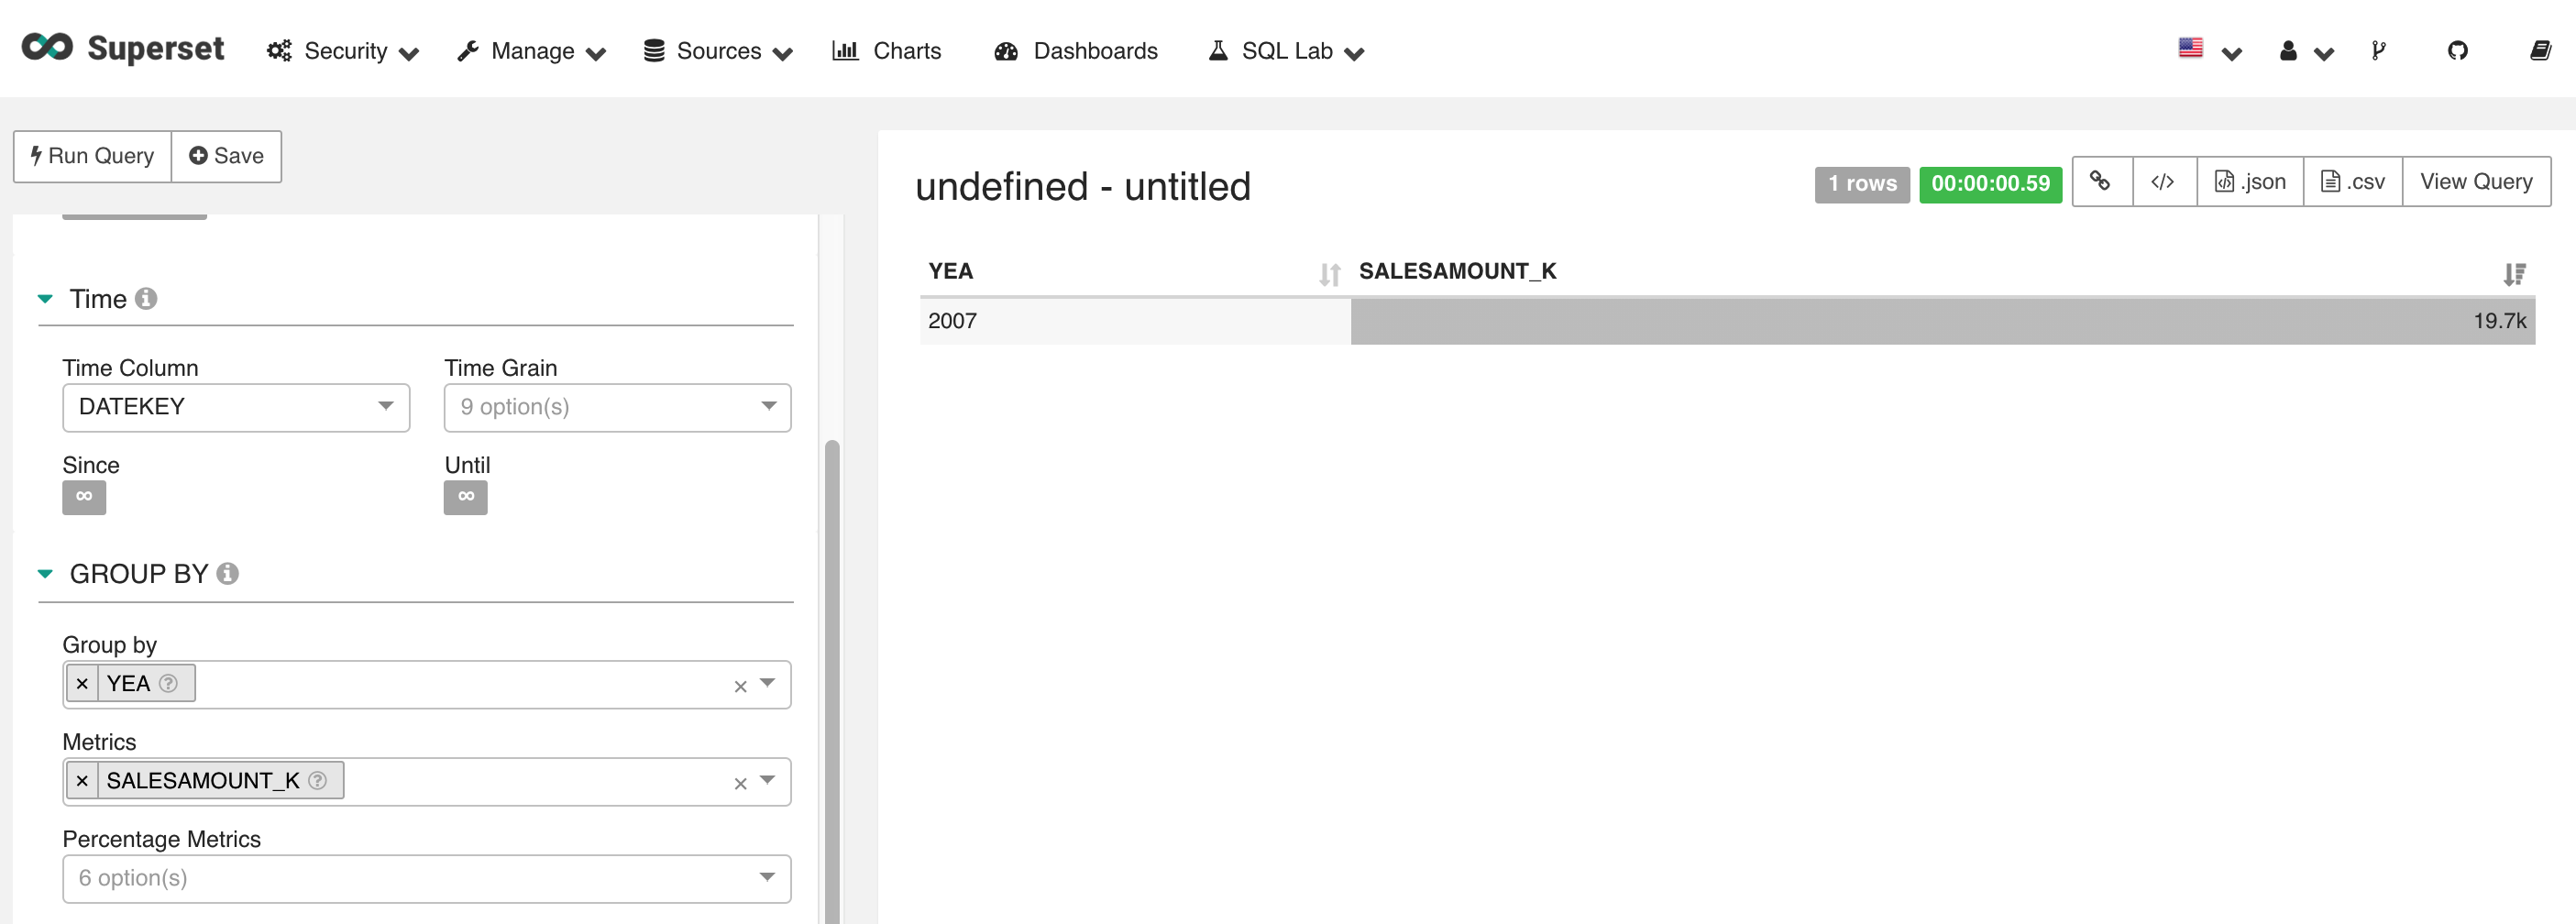 Superset Security Manage Sources Charts Dashboards SQL Lab
Run Query Save
undefined - untitled
1 rows 00:00:00.59 .json .csv View Query
Time
Time Column Time Grain
DATEKEY 9 option(s)
Since Until
∞ ∞
GROUP BY
Group by
× YEA
Metrics
× SALESAMOUNT_K
Percentage Metrics
6 option(s)
YEA SALESAMOUNT_K
2007 19.7k